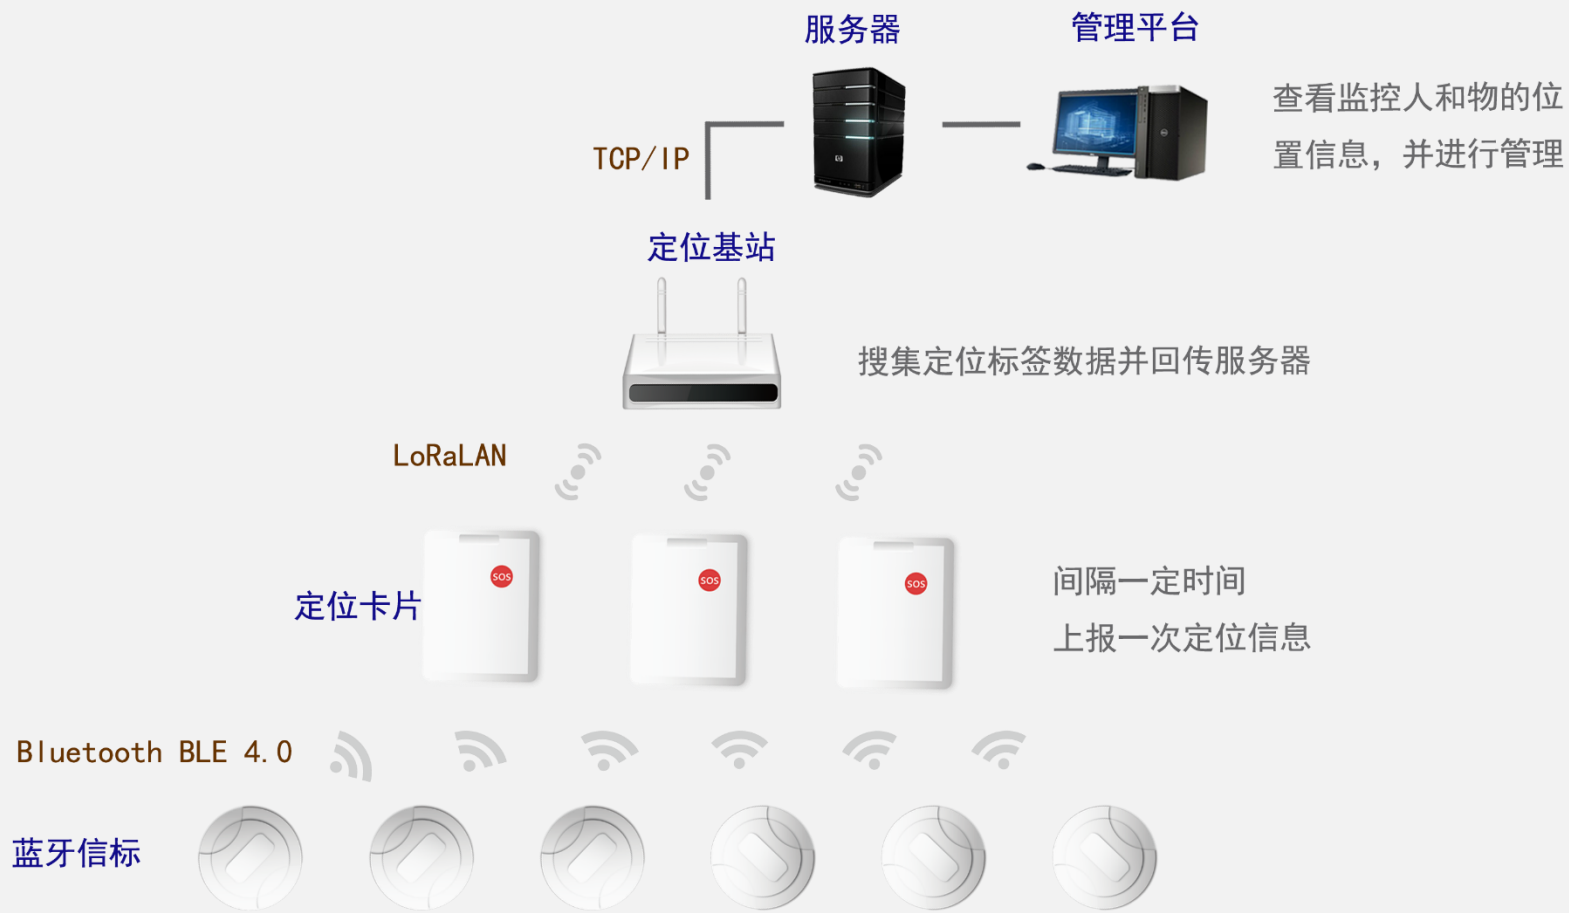 服务器
管理平台
查看监控人和物的位
置信息，并进行管理
TCP/IP
定位基站
搜集定位标签数据并回传服务器
LoRaLAN
SOS
SOS
SOS
定位卡片
间隔一定时间
上报一次定位信息
Bluetooth BLE 4.0
蓝牙信标